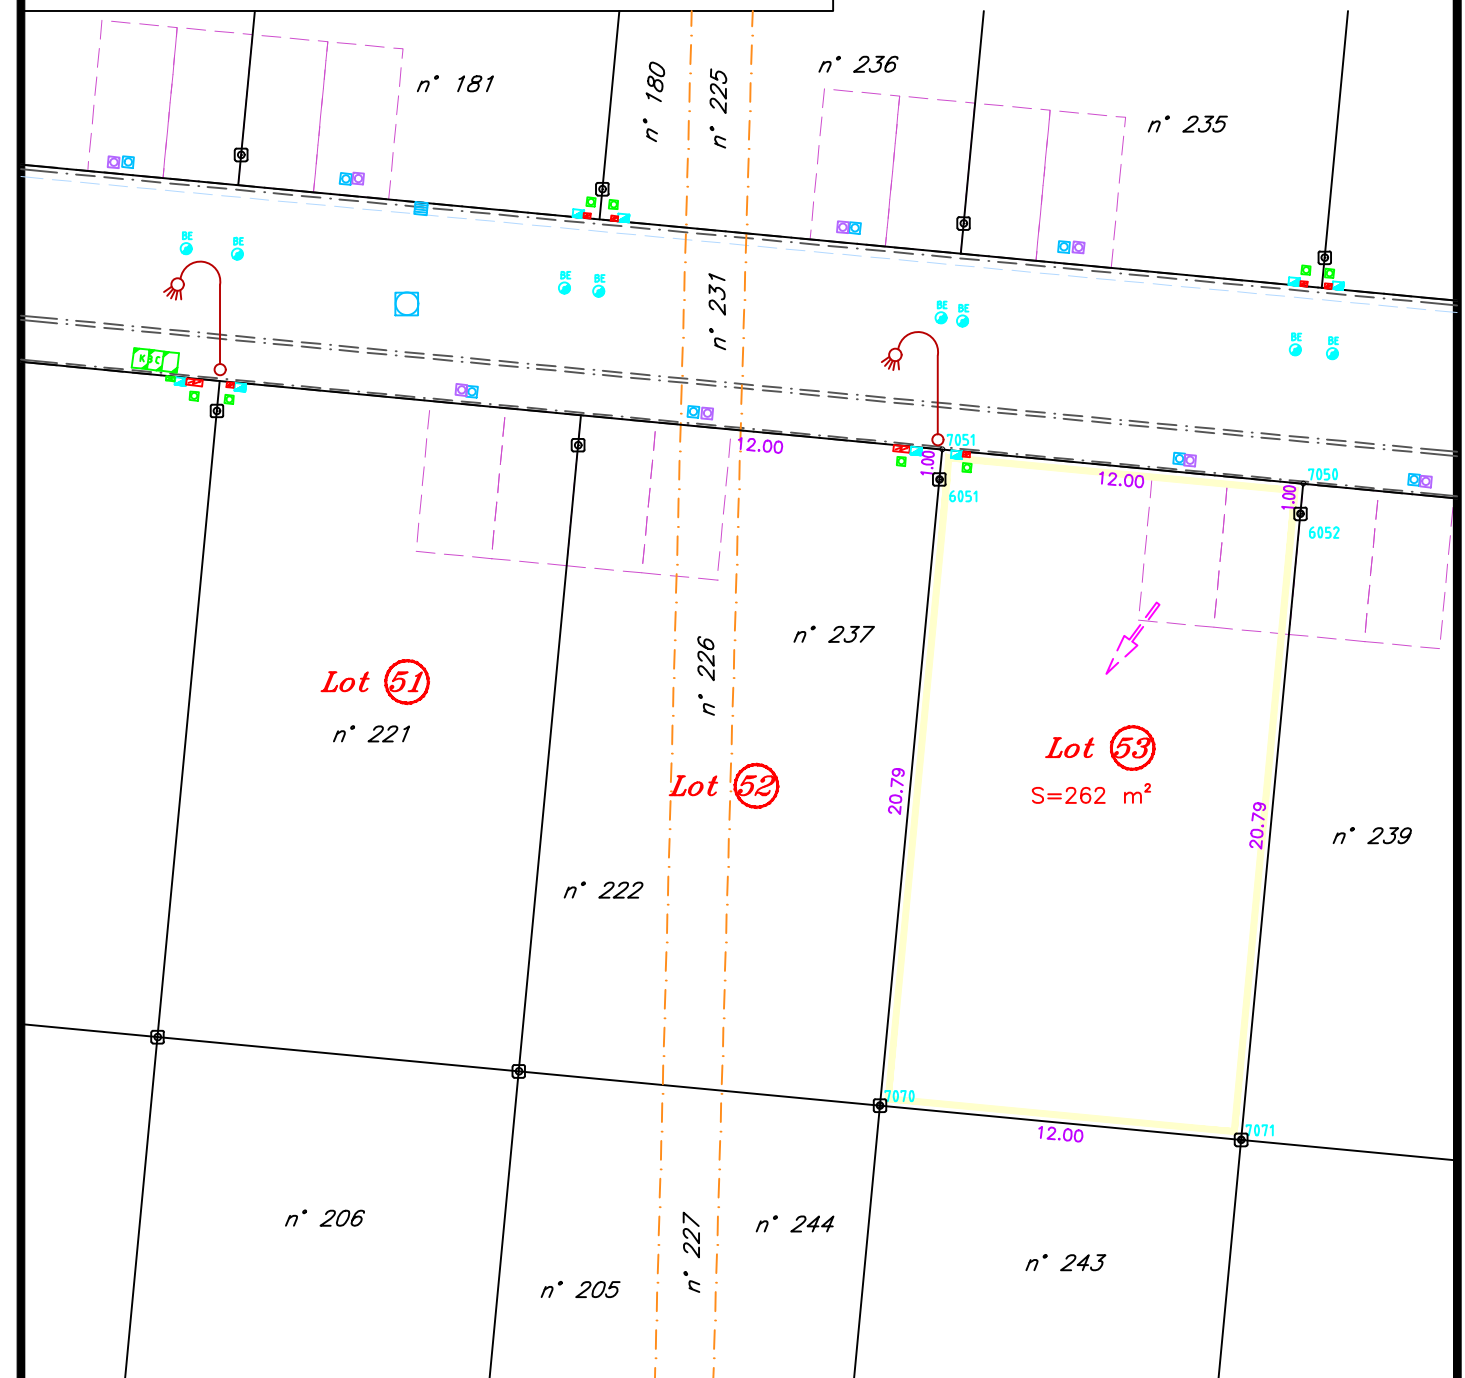 n° 181
n° 180
n° 225
n° 236
n° 235
BE
BE
BE
BE
n° 231
BE
BE
BE
BE
K
C
12.00
7051
1.00
6051
12.00
7050
1.00
6052
n° 237
n° 226
Lot 51
n° 221
Lot 52
Lot 53
S=262 m²
20.79
20.79
n° 239
n° 222
7070
12.00
7071
n° 206
n° 205
n° 227
n° 244
n° 243